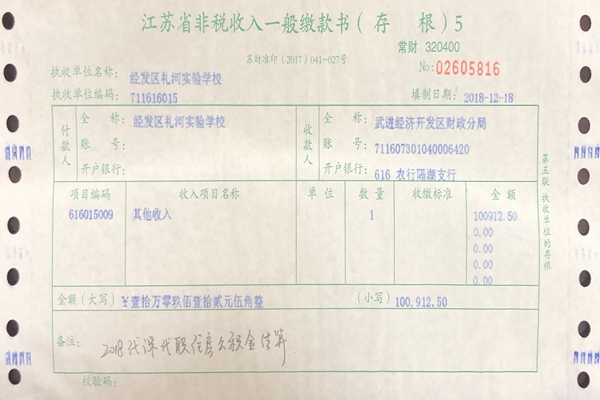 江苏省非税收入一般缴款书（存 根）5
常财 320400
苏财准印（2017）041-027号
No:02605816
执收单位名称： 经发区礼河实验学校
执收单位编码： 711616015
填制日期： 2018-12-18
付款人 全 称： 经发区礼河实验学校
账 号：
开户银行：
收款人 全 称： 武进经济开发区财政分局
账 号： 711607301040006420
开户银行： 616 农行隔湖支行
项目编码 收入项目名称 单 位 数 量 收缴标准 金 额
616015009 其他收入 1 100912.50
0.00
0.00
0.00
0.00
金额（大写） ￥壹拾万零玖佰壹拾贰元伍角整 （小写） 100,912.50
备注： 2018代课代职住房公积金结算
校验码：
第五联 执收单位的存根